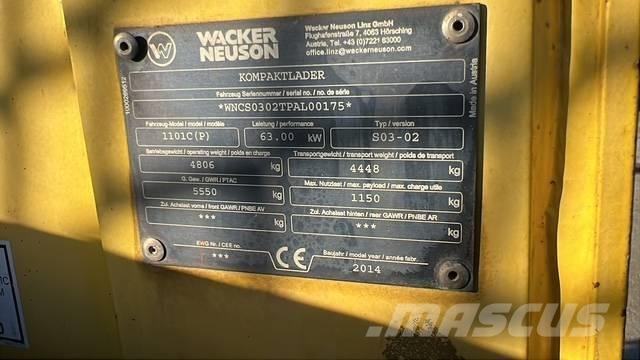 WACKER
NEUSON
Wacker Neuson Linz GmbH
Flughafenstraße 7, 4063 Hörsching
Austria, Tel. +43 (0)7221 63000
office.linz@wackerneuson.com
KOMPAKTLADER
Fahrzeug Seriennummer / serial no. / no. de série
*WNCS0302TPAL00175*
Fahrzeug-Model / model / modèle
Leistung / performance
Typ / version
1101C(P)
63.00 kW
S03-02
Betriebsgewicht / operating weight / poids en charge
Transportgewicht / transport weight / poids de transport
4806 kg
4448 kg
G. Gew. / GWR / PTAC
Max. Nutzlast / max. payload / max. charge utile
5550 kg
1150 kg
Zul. Achslast vorne / front GAWR / PNBE AV
Zul. Achslast hinten / rear GAWR / PNBE AR
*** kg
*** kg
EWG Nr. / CEE no.
***
CE
Baujahr / model year / année fabr.
2014
Made in Austria
MASCUS